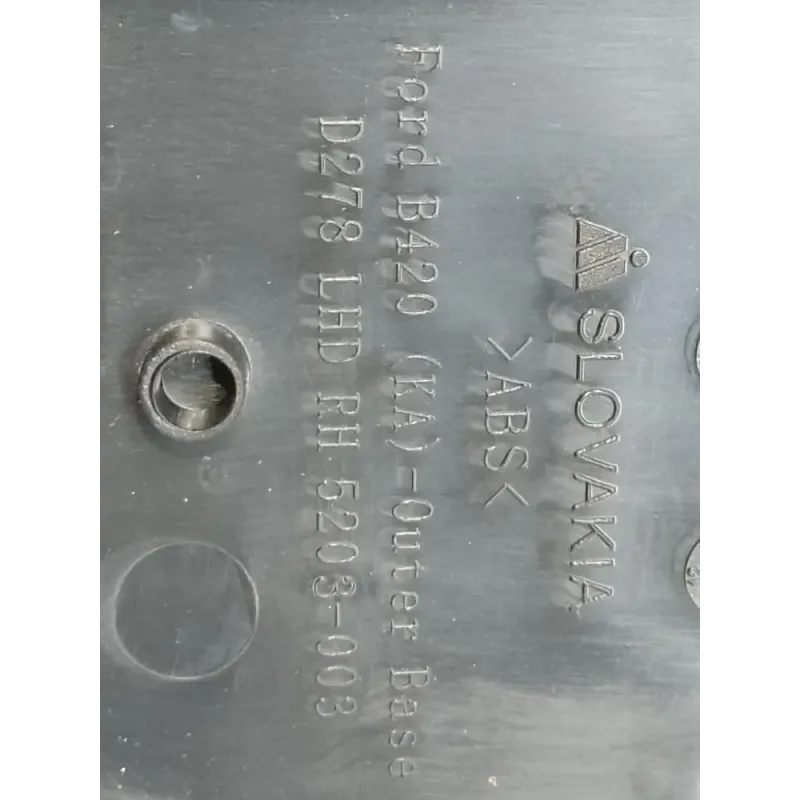 SLOVAKIA
>ABS<
Ford B420 (KA)-Outer Base
D278 LHD RH 5203-003